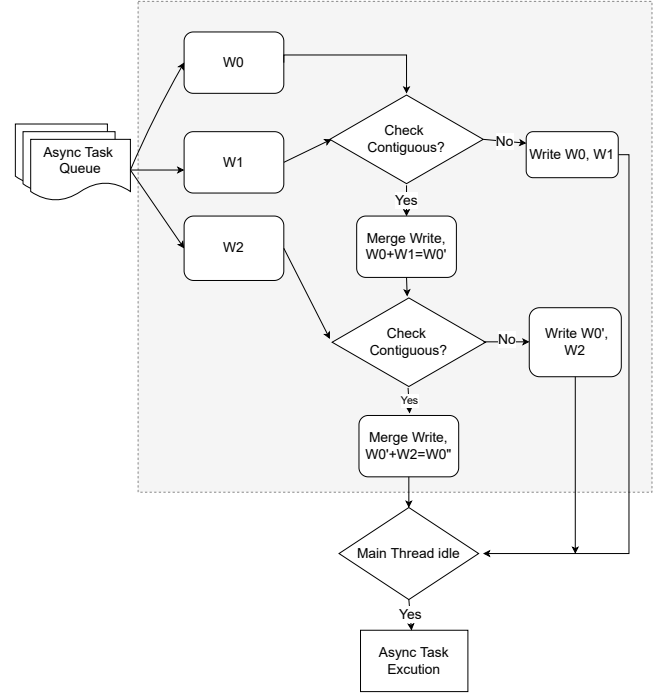 W0
Async Task
Queue
Check
Contiguous?
No
Write W0, W1
W1
Yes
Merge Write,
W0+W1=W0'
W2
Check
Contiguous?
No
Write W0',
W2
Yes
Merge Write,
W0'+W2=W0"
Main Thread idle
Yes
Async Task
Excution